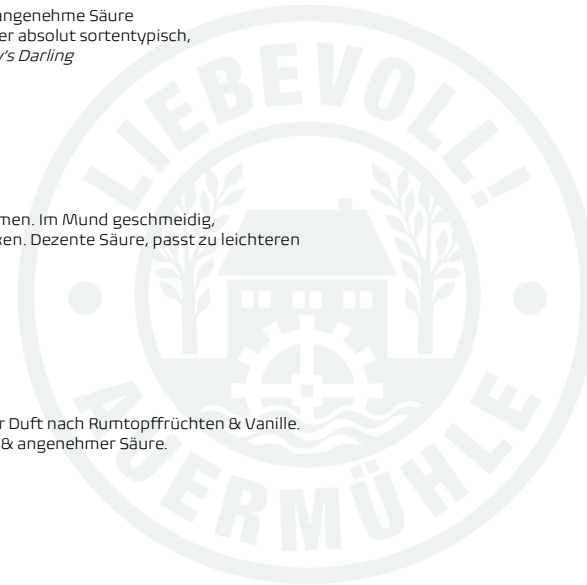 angenehme Säure
er absolut sortentypisch,
y's Darling
LIEBEVOLL!
men. Im Mund geschmeidig,
ken. Dezente Säure, passt zu leichteren
r Duft nach Rumtopffrüchten & Vanille.
& angenehmer Säure.
AUERMÜHLE